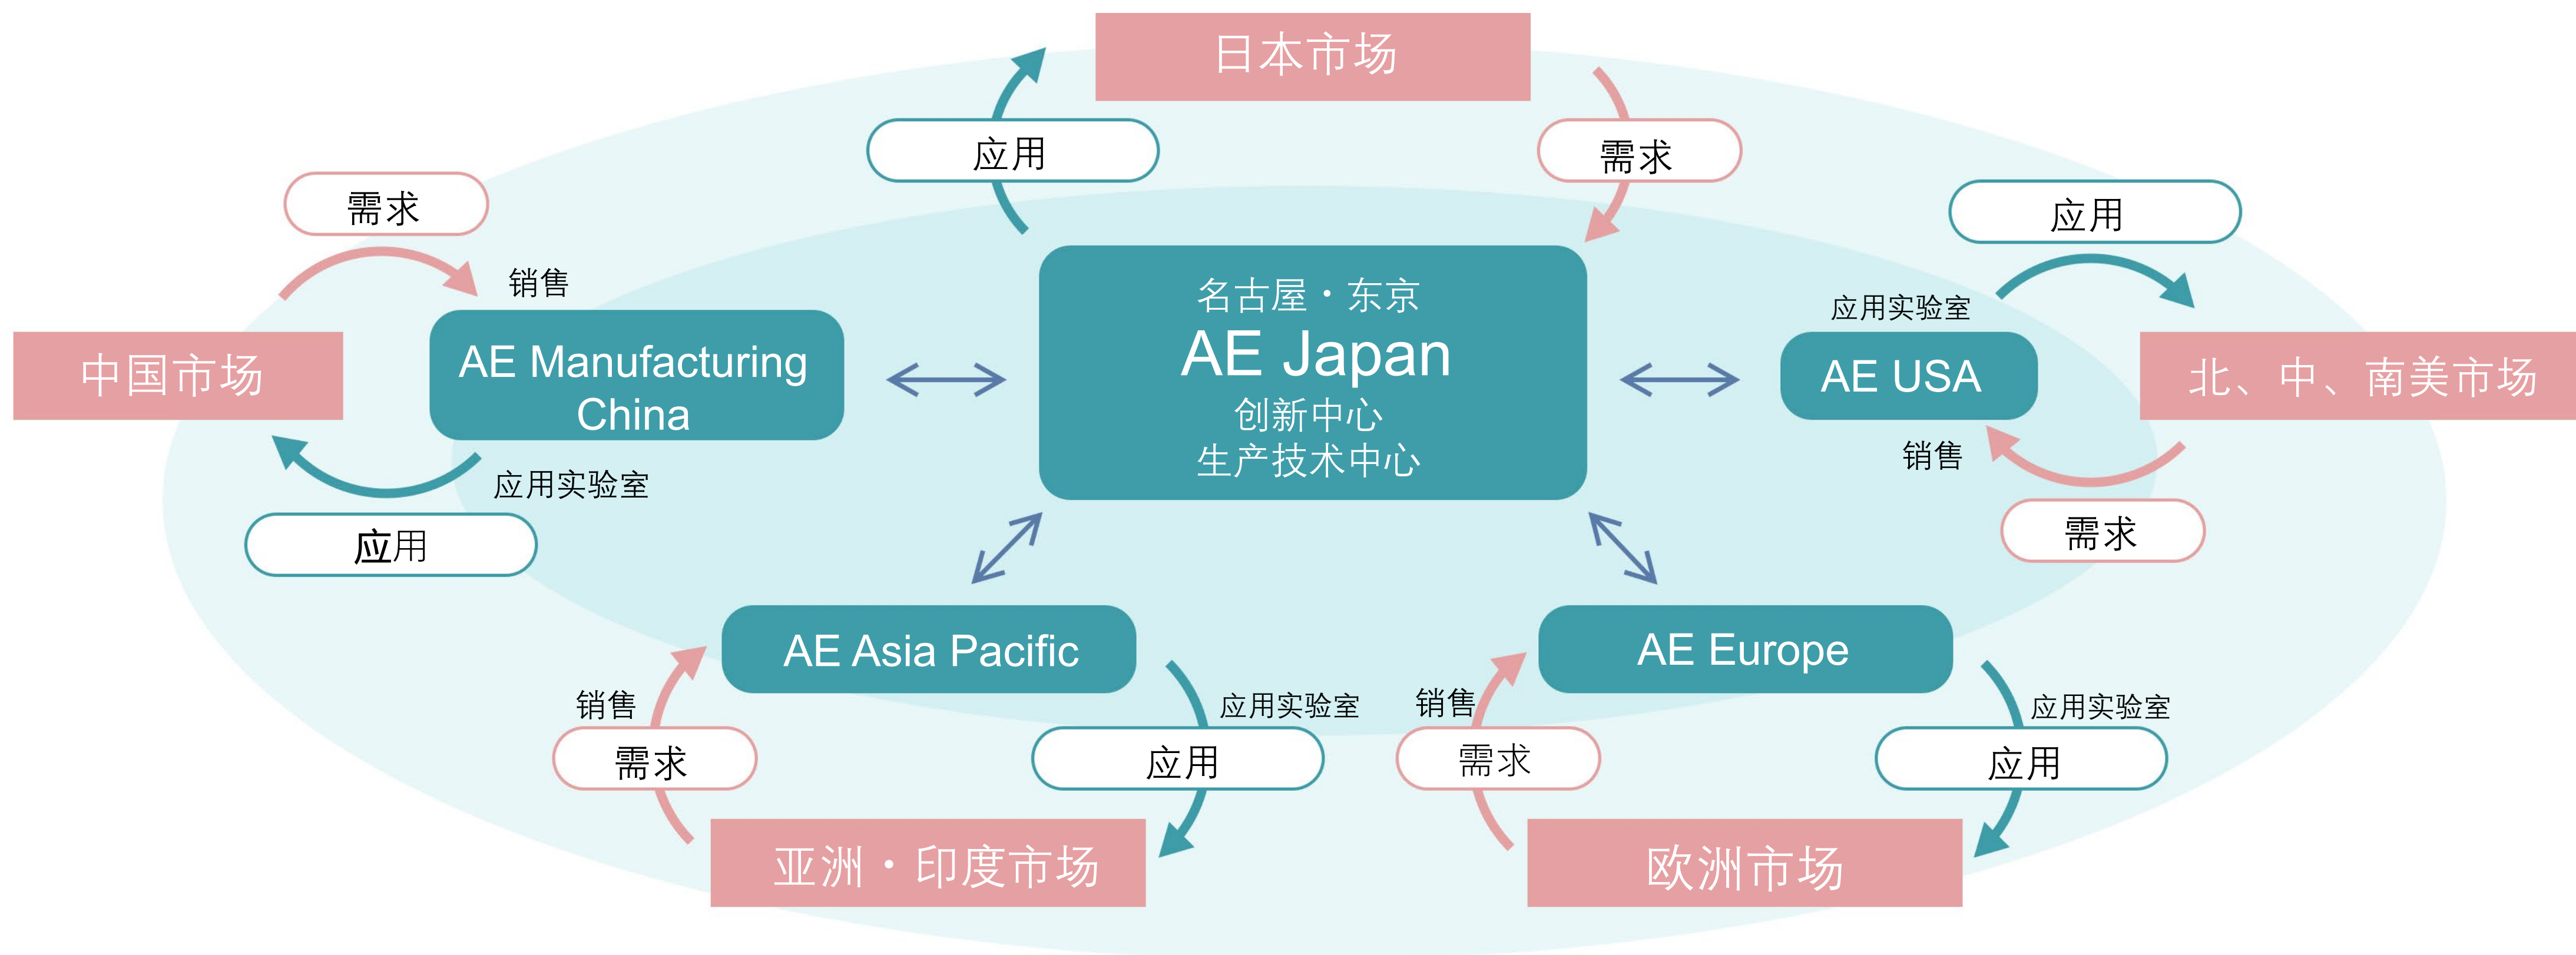 日本市场
应用
需求
需求
应用
销售
应用实验室
中国市场
AE Manufacturing
China
名古屋・东京
AE Japan
创新中心
生产技术中心
AE USA
北、中、南美市场
应用实验室
销售
应用
需求
AE Asia Pacific
AE Europe
销售
应用实验室
销售
应用实验室
需求
应用
需求
应用
亚洲・印度市场
欧洲市场